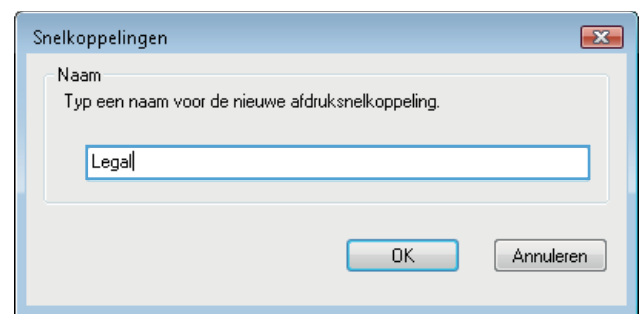 Snelkoppelingen
Naam
Typ een naam voor de nieuwe afdruksnelkoppeling.
Legal
OK
Annuleren